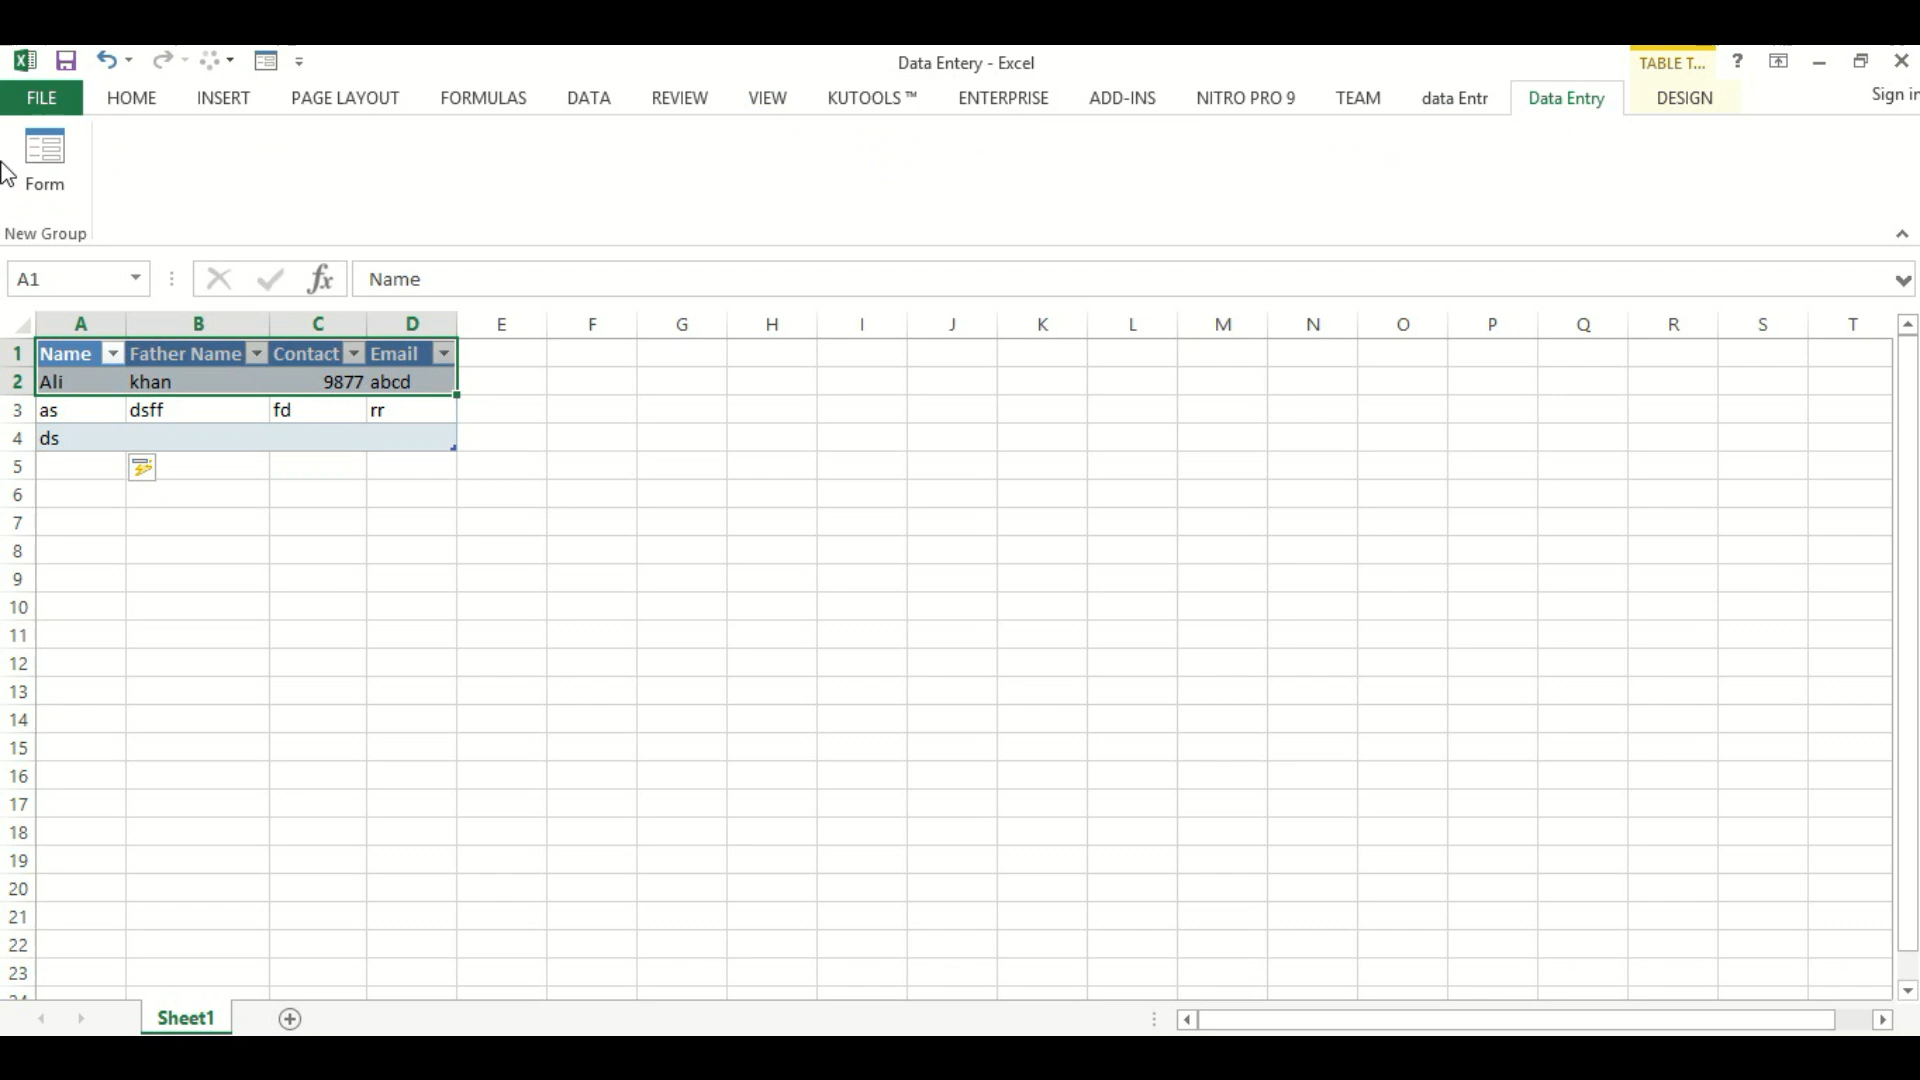 Data Entery - Excel
TABLE T... ?
FILE HOME INSERT PAGE LAYOUT FORMULAS DATA REVIEW VIEW KUTOOLS ™ ENTERPRISE ADD-INS NITRO PRO 9 TEAM data Entr Data Entry DESIGN Sign in
Form
New Group
A1 fx Name
A B C D E F G H I J K L M N O P Q R S T
1 Name Father Name Contact Email
2 Ali khan 9877 abcd
3 as dsff fd rr
4 ds
5
6
7
8
9
10
11
12
13
14
15
16
17
18
19
20
21
22
23
24
Sheet1